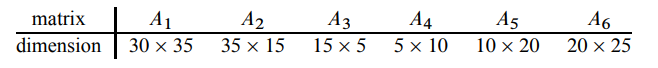 matrix A1 A2 A3 A4 A5 A6
dimension 30 × 35 35 × 15 15 × 5 5 × 10 10 × 20 20 × 25